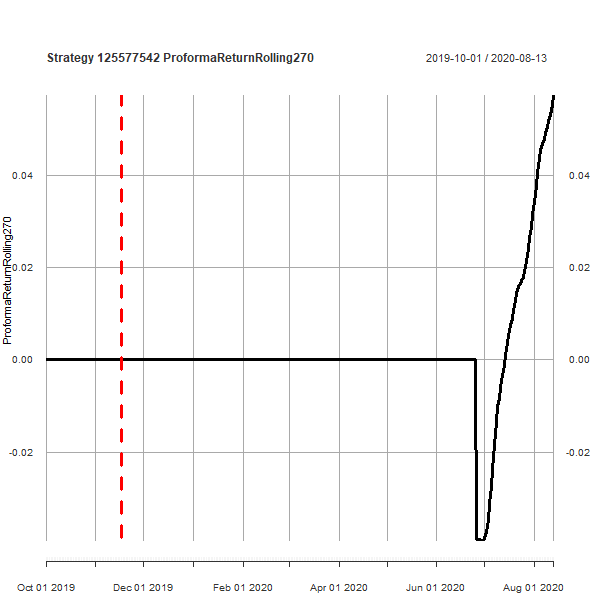 Strategy 125577542 ProformaReturnRolling270
2019-10-01 / 2020-08-13
ProformaReturnRolling270
0.04
0.02
0.00
-0.02
0.04
0.02
0.00
-0.02
Oct 01 2019
Dec 01 2019
Feb 01 2020
Apr 01 2020
Jun 01 2020
Aug 01 2020